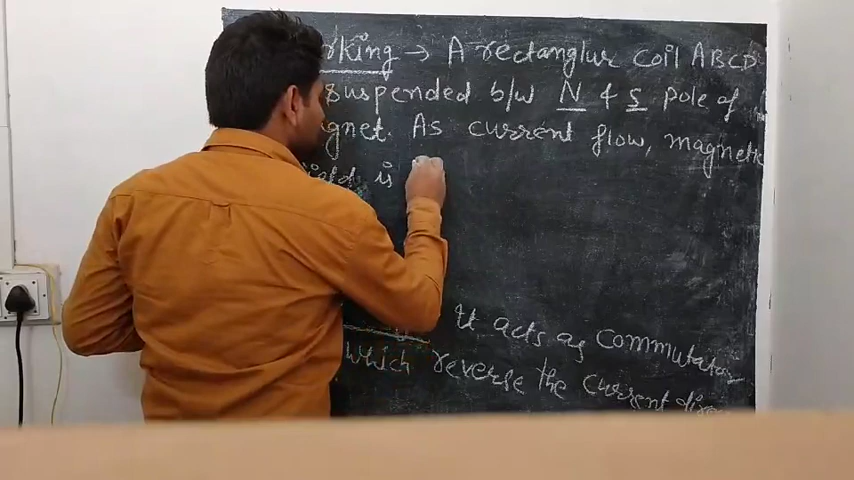 rking → A rectanglur coil ABCD
suspended b/w N & S pole of
gnet. As current flow, magnetic
ield is
It acts as commutator
which reverse the current dire